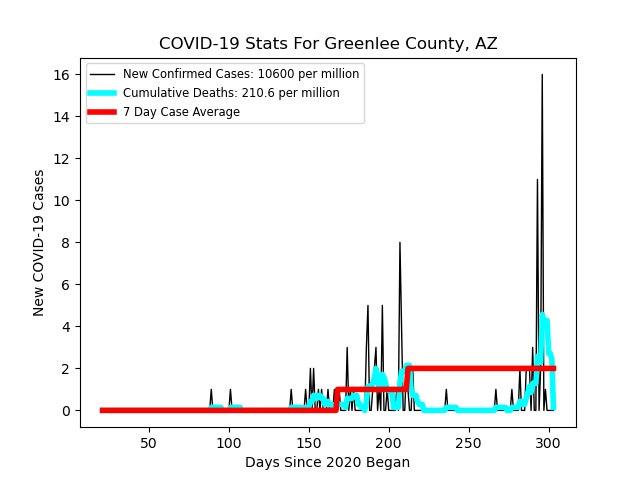 COVID-19 Stats For Greenlee County, AZ
New Confirmed Cases: 10600 per million
Cumulative Deaths: 210.6 per million
7 Day Case Average
New COVID-19 Cases
16
14
12
10
8
6
4
2
0
50 100 150 200 250 300
Days Since 2020 Began